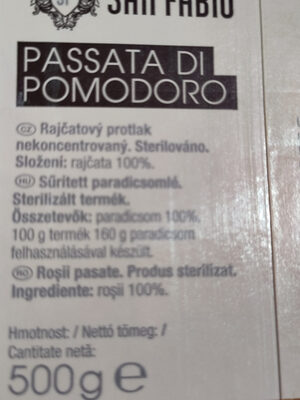 SAN FABIO
PASSATA DI
POMODORO
CZ Rajčatový protlak
nekoncentrovaný. Sterilováno.
Složení: rajčata 100%.
HU Sűrített paradicsomlé.
Sterilizált termék.
Összetevők: paradicsom 100%.
100 g termék 160 g paradicsom
felhasználásával készült.
RO Roșii pasate. Produs sterilizat.
Ingrediente: roșii 100%.
Hmotnost: / Nettó tömeg: /
Cantitate netă:
500g e